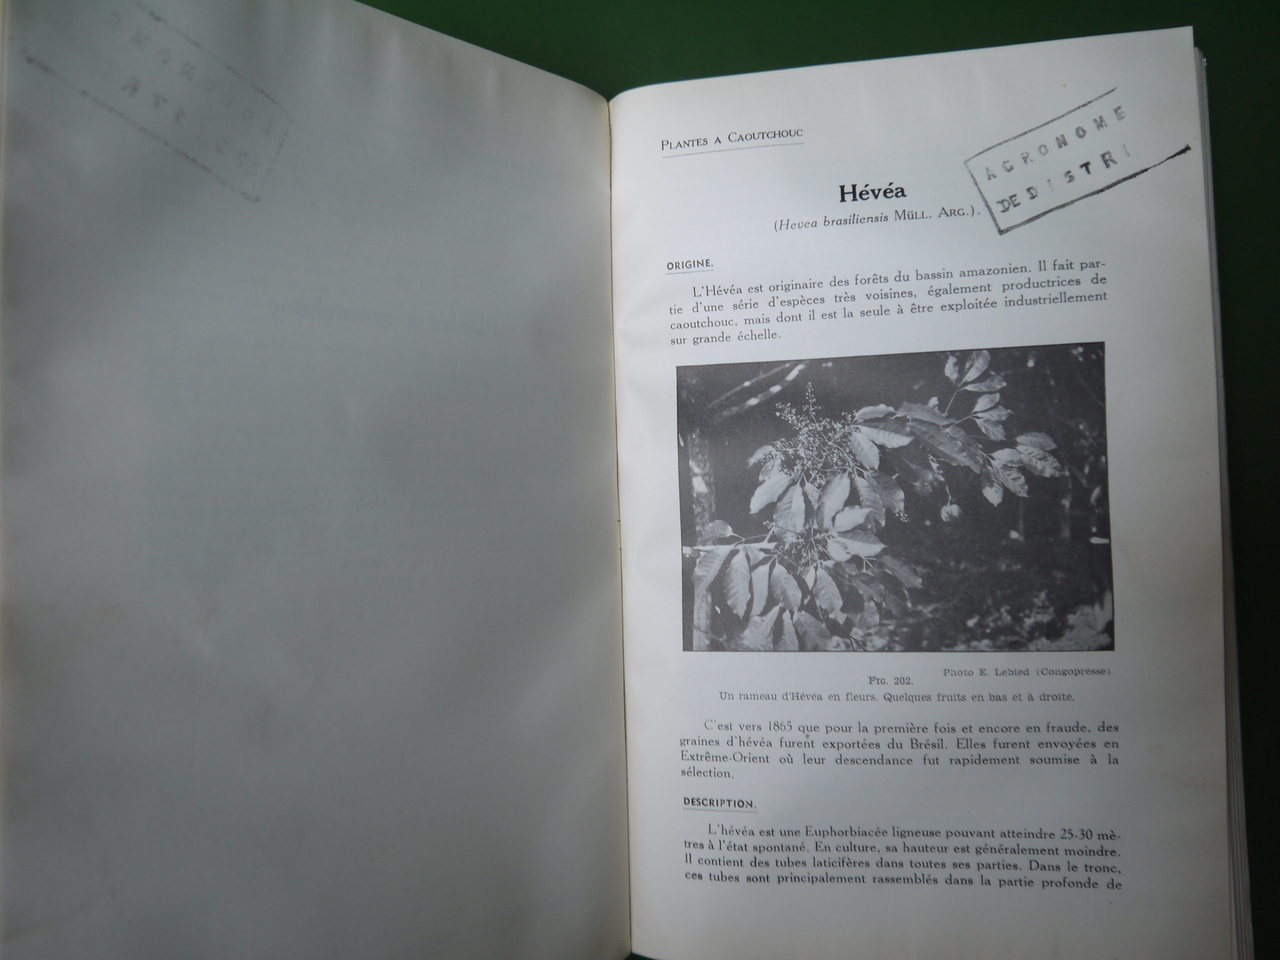 PLANTES A CAOUTCHOUC
AGRONOME
DE DISTRI
Hévéa
(Hevea brasiliensis MÜLL. ARG.).
ORIGINE.
L'Hévéa est originaire des forêts du bassin amazonien. Il fait par-
tie d'une série d'espèces très voisines, également productrices de
caoutchouc, mais dont il est la seule à être exploitée industriellement
sur grande échelle.
Photo E. Lebied (Congopresse)
FIG. 202.
Un rameau d'Hévéa en fleurs. Quelques fruits en bas et à droite.
C'est vers 1865 que pour la première fois et encore en fraude, des
graines d'hévéa furent exportées du Brésil. Elles furent envoyées en
Extrême-Orient où leur descendance fut rapidement soumise à la
sélection.
DESCRIPTION.
L'hévéa est une Euphorbiacée ligneuse pouvant atteindre 25-30 mè-
tres à l'état spontané. En culture, sa hauteur est généralement moindre.
Il contient des tubes laticifères dans toutes ses parties. Dans le tronc,
ces tubes sont principalement rassemblés dans la partie profonde de